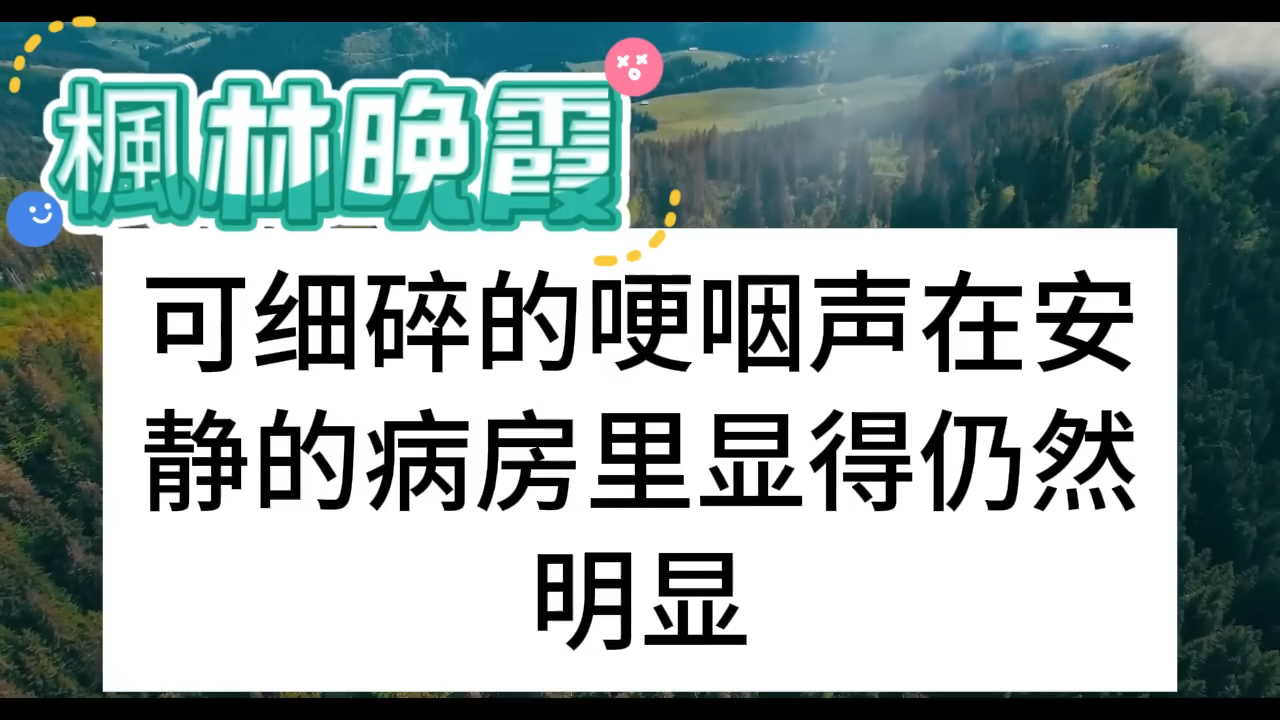 楓林晚霞
可细碎的哽咽声在安
静的病房里显得仍然
明显